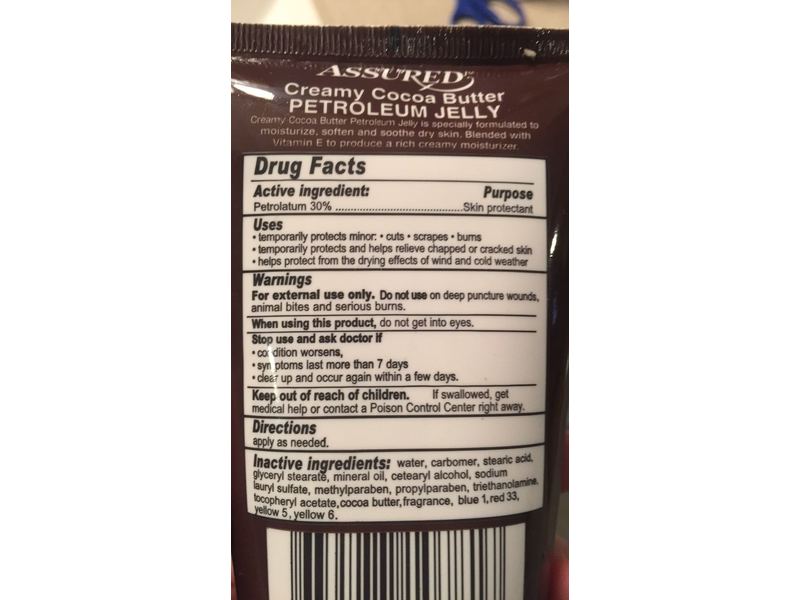 ASSURED™
Creamy Cocoa Butter
PETROLEUM JELLY
Creamy Cocoa Butter Petroleum Jelly is specially formulated to
moisturize, soften and soothe dry skin. Blended with
Vitamin E to produce a rich creamy moisturizer.
Drug Facts
Active ingredient: Purpose
Petrolatum 30% ............................................ Skin protectant
Uses
• temporarily protects minor: • cuts • scrapes • burns
• temporarily protects and helps relieve chapped or cracked skin
• helps protect from the drying effects of wind and cold weather
Warnings
For external use only. Do not use on deep puncture wounds,
animal bites and serious burns.
When using this product, do not get into eyes.
Stop use and ask doctor if
• condition worsens,
• symptoms last more than 7 days
• clear up and occur again within a few days.
Keep out of reach of children. If swallowed, get
medical help or contact a Poison Control Center right away.
Directions
apply as needed.
Inactive ingredients: water, carbomer, stearic acid,
glyceryl stearate, mineral oil, cetearyl alcohol, sodium
lauryl sulfate, methylparaben, propylparaben, triethanolamine,
tocopheryl acetate, cocoa butter, fragrance, blue 1, red 33,
yellow 5, yellow 6.